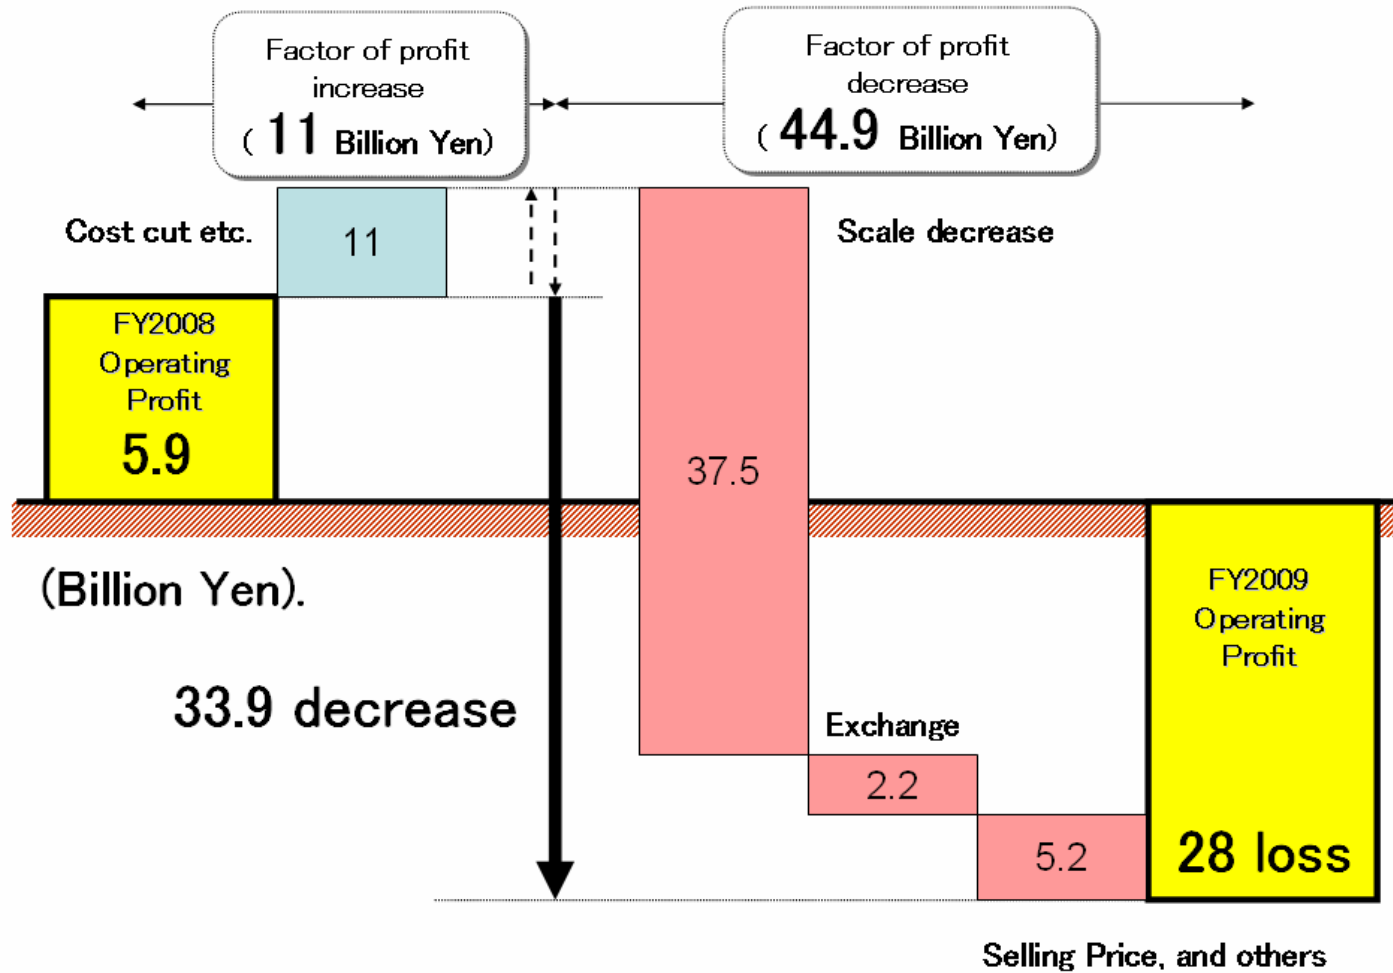 Factor of profit
increase
( 11 Billion Yen)
Factor of profit
decrease
( 44.9 Billion Yen)
Cost cut etc.
11
Scale decrease
FY2008
Operating
Profit
5.9
37.5
(Billion Yen).
FY2009
Operating
Profit
33.9 decrease
Exchange
2.2
5.2
28 loss
Selling Price, and others